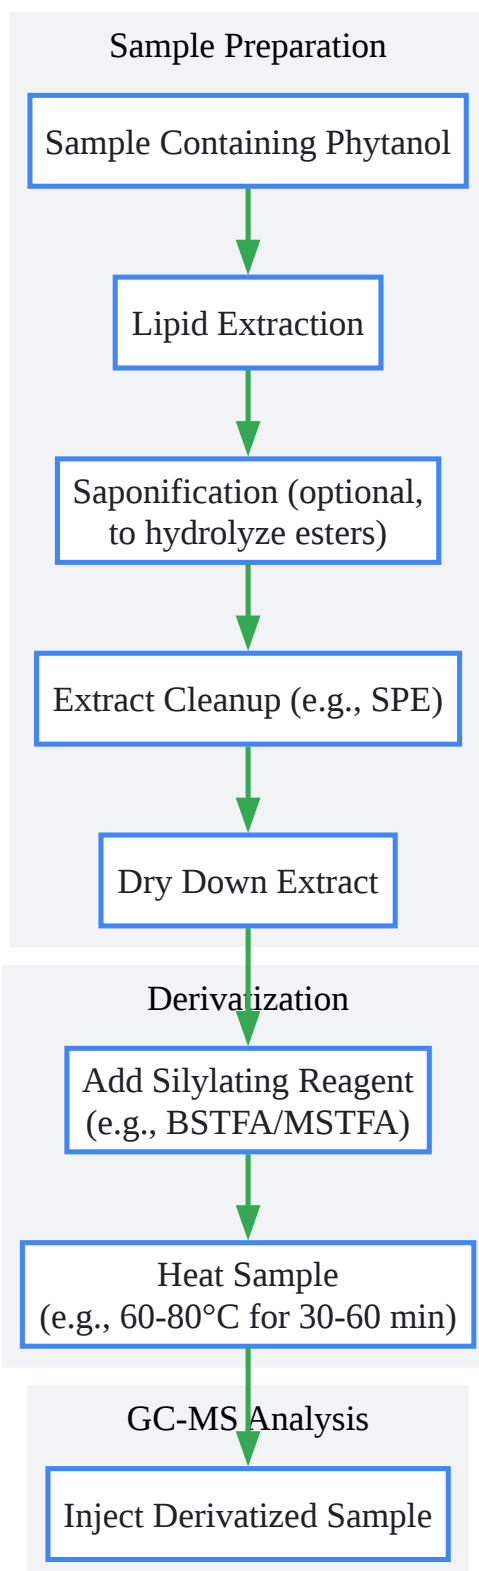 Sample Preparation
Sample Containing Phytanol
Lipid Extraction
Saponification (optional,
to hydrolyze esters)
Extract Cleanup (e.g., SPE)
Dry Down Extract
Derivatization
Add Silylating Reagent
(e.g., BSTFA/MSTFA)
Heat Sample
(e.g., 60-80°C for 30-60 min)
GC-MS Analysis
Inject Derivatized Sample